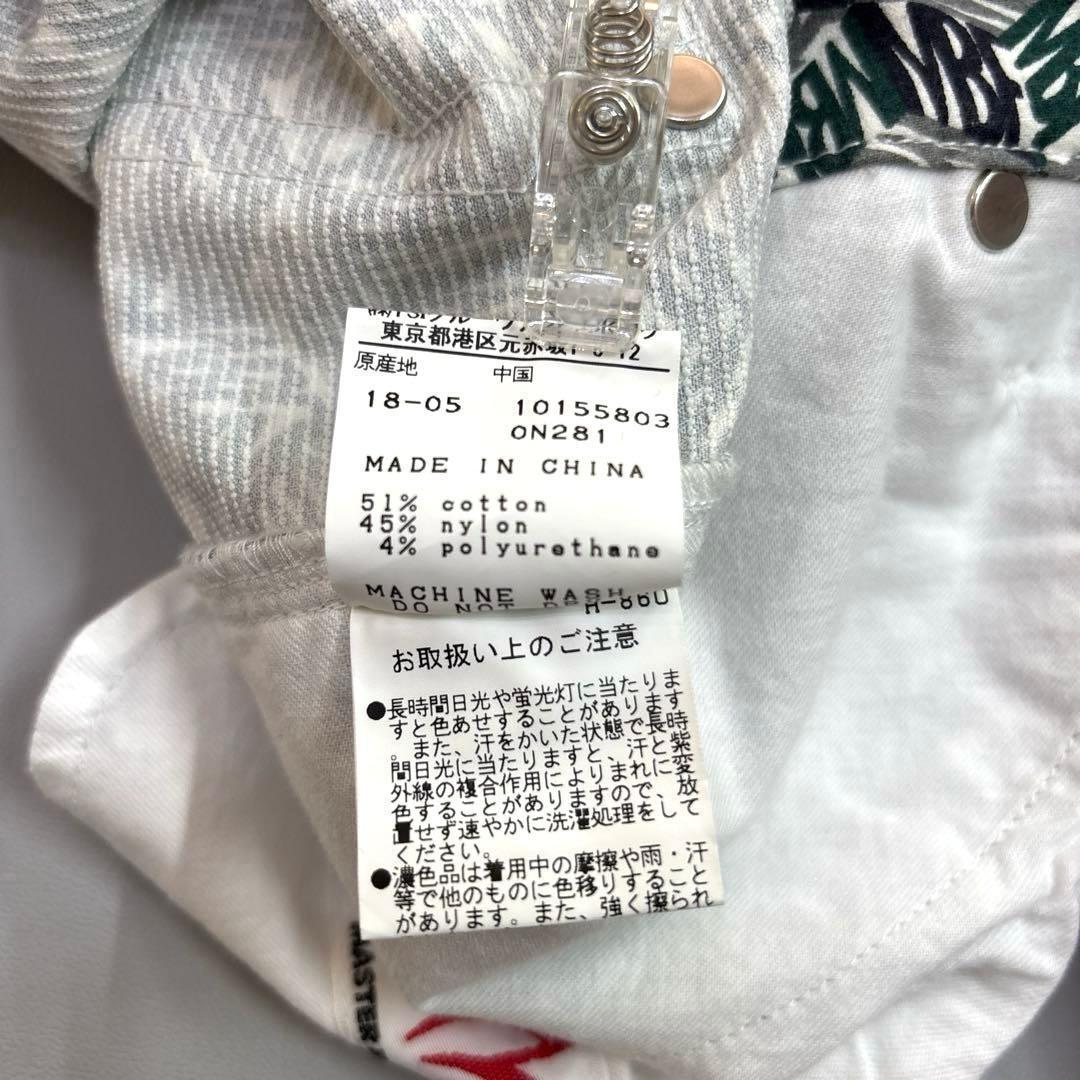 東京都港区元赤坂1-8-12
原産地 中国
18-05 10155803
0N281
MADE IN CHINA
51% cotton
45% nylon
4% polyurethane
MACHINE WASH
DO NOT
H-860
お取扱い上のご注意
●長時間日光や蛍光灯に当たりま
すと色あせすることがあります
。また、汗をかいた状態で長時
間日光に当たりますと、汗と紫
外線の複合作用によりまれに変
色することがありますので、放
置せず速やかに洗濯処理をして
ください。
●濃色品は着用中の摩擦や雨・汗
等で他のものに色移りすること
があります。また、強く擦られ
MASTER